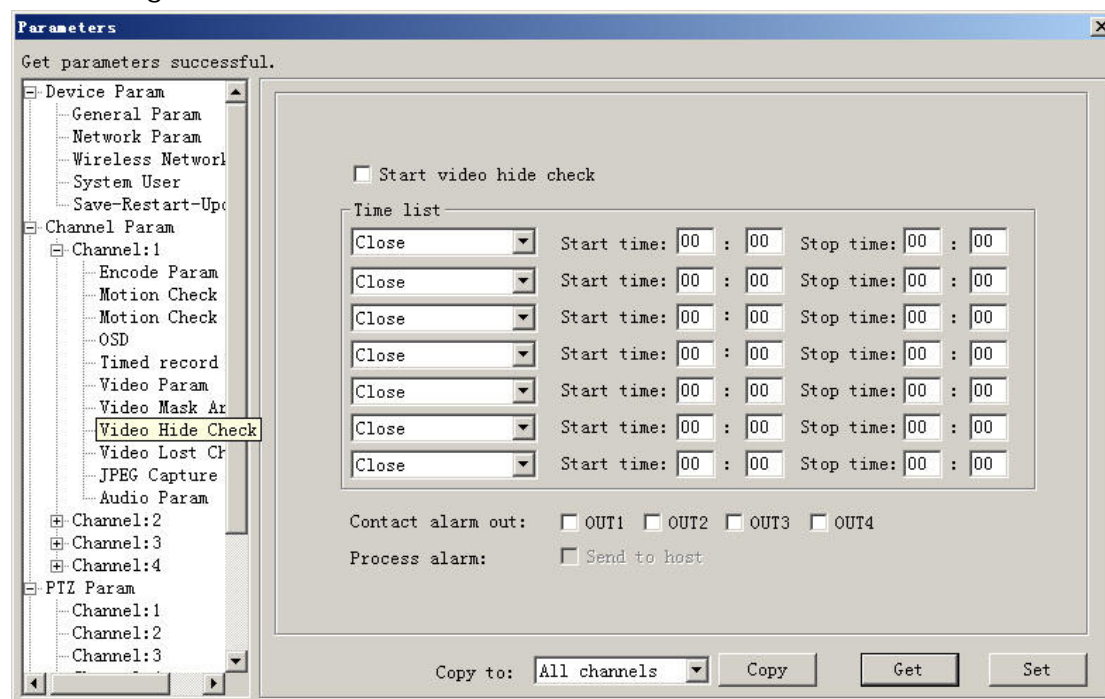 Parameters
Get parameters successful.
Device Param
General Param
Network Param
Wireless Networl
System User
Save-Restart-Upd
Channel Param
Channel:1
Encode Param
Motion Check
Motion Check
OSD
Timed record
Video Param
Video Mask Ar
Video Hide Check
Video Lost Ch
JPEG Capture
Audio Param
Channel:2
Channel:3
Channel:4
PTZ Param
Channel:1
Channel:2
Channel:3
Start video hide check
Time list
Close Start time: 00 : 00 Stop time: 00 : 00
Close Start time: 00 : 00 Stop time: 00 : 00
Close Start time: 00 : 00 Stop time: 00 : 00
Close Start time: 00 : 00 Stop time: 00 : 00
Close Start time: 00 : 00 Stop time: 00 : 00
Close Start time: 00 : 00 Stop time: 00 : 00
Close Start time: 00 : 00 Stop time: 00 : 00
Contact alarm out: OUT1 OUT2 OUT3 OUT4
Process alarm: Send to host
Copy to: All channels Copy Get Set